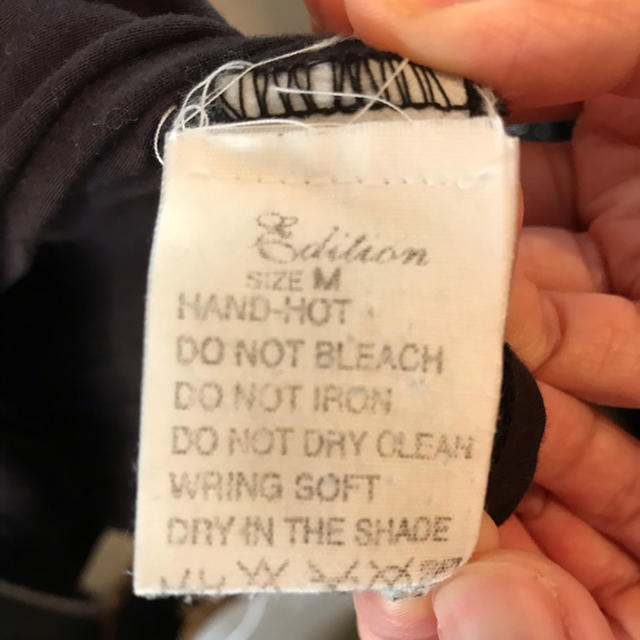 Edition
SIZE M
HAND-HOT
DO NOT BLEACH
DO NOT IRON
DO NOT DRY CLEAN
WRING SOFT
DRY IN THE SHADE